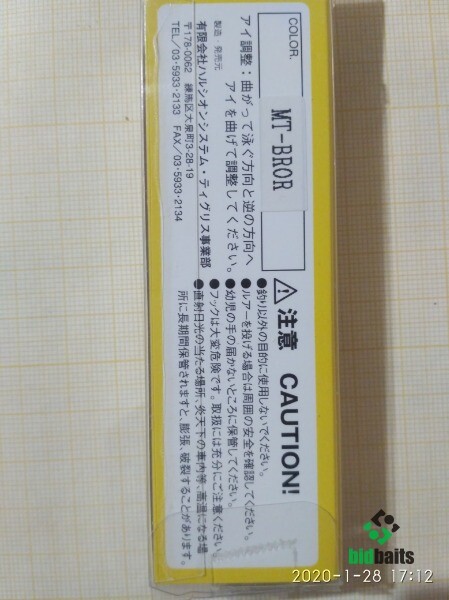 COLOR.
MT-BROR
アイ調整：曲がって泳ぐ方向と逆の方向へ
アイを曲げて調整してください。
製造・発売元
有限会社ハルシオンシステム・ティグリス事業部
〒178-0062 練馬区大泉町3-28-19
TEL／03-5933-2133 FAX／03-5933-2134
注意 CAUTION!
●釣り以外の目的に使用しないでください。
●ルアーを投げる場合は周囲の安全を確認してください。
●幼児の手の届かないところに保管してください。
●フックは大変危険です。取扱には充分にご注意ください。
●直射日光の当たる場所、炎天下の車内等、高温になる場
所に長期間保管されますと、膨張、破裂することがあります。
bidbaits
2020-1-28 17:12